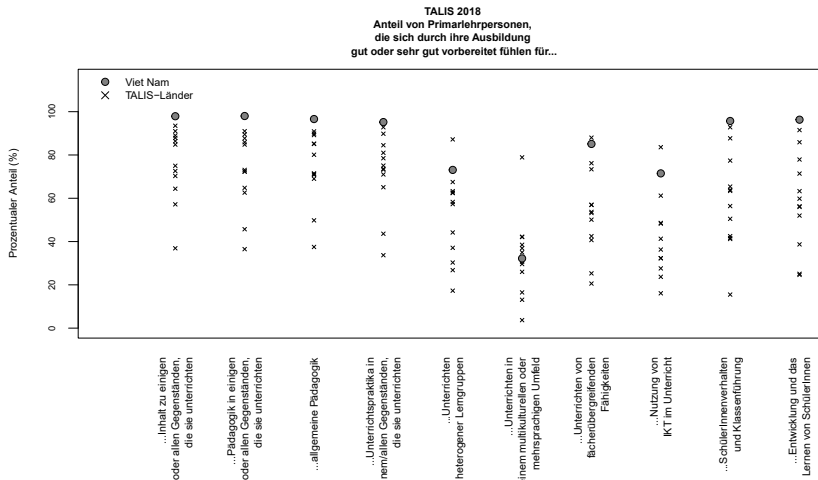 TALIS 2018
Anteil von Primarlehrpersonen,
die sich durch ihre Ausbildung
gut oder sehr gut vorbereitet fühlen für...
Viet Nam
TALIS−Länder
Prozentualer Anteil (%)
100
80
60
40
20
0
...Inhalt zu einigen
oder allen Gegenständen,
die sie unterrichten
...Pädagogik in einigen
oder allen Gegenständen,
die sie unterrichten
...allgemeine Pädagogik
...Unterrichtspraktika in
nem/allen Gegenständen,
die sie unterrichten
...Unterrichten
heterogener Lerngruppen
...Unterrichten in
einem multikulturellen oder
mehrsprachigen Umfeld
...Unterrichten von
fächerübergreifenden
Fähigkeiten
...Nutzung von
IKT im Unterricht
...SchülerInnenverhalten
und Klassenführung
...Entwicklung und das
Lernen von SchülerInnen